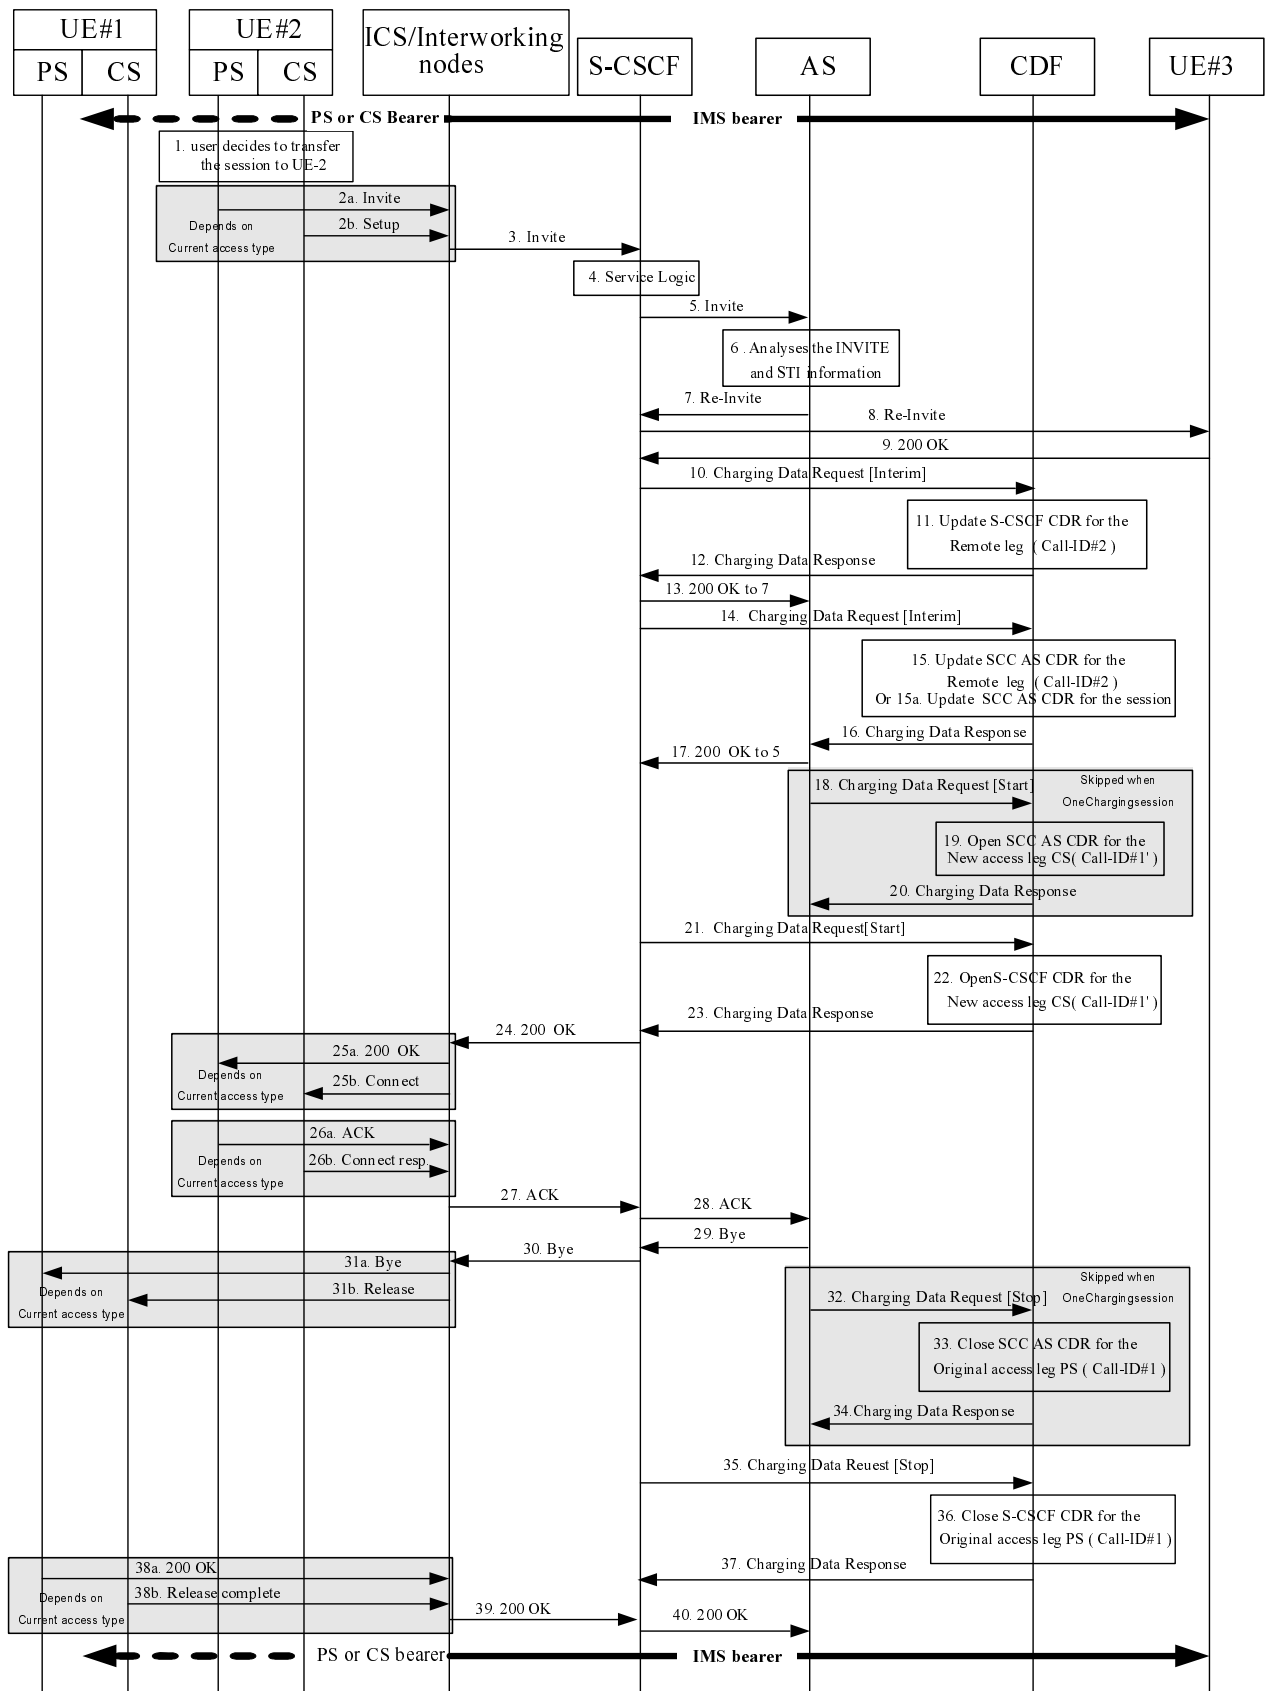 UE#1
UE#2
ICS/Interworking
nodes
S-CSCF
AS
CDF
UE#3
PS
CS
PS
CS
PS or CS Bearer
IMS bearer
1. user decides to transfer
the session to UE-2
2a. Invite
2b. Setup
Depends on
Current access type
3. Invite
4. Service Logic
5. Invite
6 . Analyses the INVITE
and STI information
7. Re-Invite
8. Re-Invite
9. 200 OK
10. Charging Data Request [Interim]
11. Update S-CSCF CDR for the
Remote leg ( Call-ID#2 )
12. Charging Data Response
13. 200 OK to 7
14. Charging Data Request [Interim]
15. Update SCC AS CDR for the
Remote leg ( Call-ID#2 )
Or 15a. Update SCC AS CDR for the session
16. Charging Data Response
17. 200 OK to 5
18. Charging Data Request [Start]
Skipped when
OneChargingsession
19. Open SCC AS CDR for the
New access leg CS( Call-ID#1' )
20. Charging Data Response
21. Charging Data Request[Start]
22. OpenS-CSCF CDR for the
New access leg CS( Call-ID#1' )
23. Charging Data Response
24. 200 OK
25a. 200 OK
25b. Connect
Depends on
Current access type
26a. ACK
26b. Connect resp.
Depends on
Current access type
27. ACK
28. ACK
29. Bye
30. Bye
31a. Bye
31b. Release
Depends on
Current access type
32. Charging Data Request [Stop]
Skipped when
OneChargingsession
33. Close SCC AS CDR for the
Original access leg PS ( Call-ID#1 )
34.Charging Data Response
35. Charging Data Reuest [Stop]
36. Close S-CSCF CDR for the
Original access leg PS ( Call-ID#1 )
37. Charging Data Response
38a. 200 OK
38b. Release complete
Depends on
Current access type
39. 200 OK
40. 200 OK
PS or CS bearer
IMS bearer